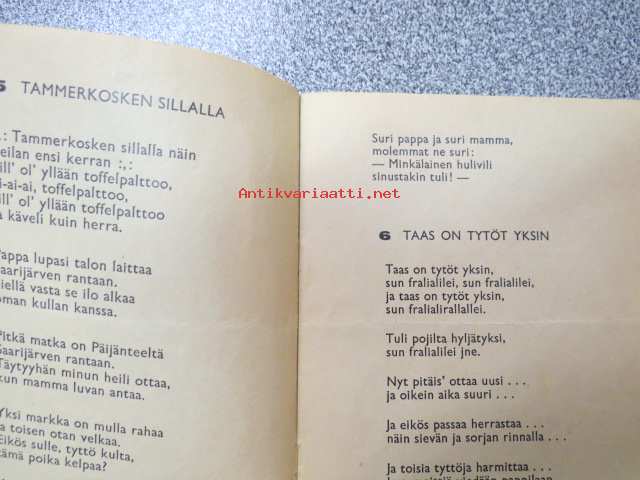 5 TAMMERKOSKEN SILLALLA
: Tammerkosken sillalla näin
eilan ensi kerran :,:
ill' ol' yllään toffelpalttoo,
i-ai-ai, toffelpalttoo,
ill' ol' yllään toffelpalttoo
a käveli kuin herra.
Pappa lupasi talon laittaa
aarijärven rantaan.
iellä vasta se ilo alkaa
oman kullan kanssa.
Pitkä matka on Päijänteeltä
Saarijärven rantaan.
Täytyyhän minun heili ottaa,
kun mamma luvan antaa.
Yksi markka on mulla rahaa
a toisen otan velkaa.
Eikös sulle, tyttö kulta,
tämä poika kelpaa?
Suri pappa ja suri mamma,
molemmat ne suri:
— Minkälainen hulivili
sinustakin tuli! —
Antikvariaatti.net
6 TAAS ON TYTÖT YKSIN
Taas on tytöt yksin,
sun fralialilei, sun fralialilei,
ja taas on tytöt yksin,
sun fralialirallallei.
Tuli pojilta hyljätyksi,
sun fralialilei jne.
Nyt pitäis' ottaa uusi . . .
ja oikein aika suuri . . .
Ja eikös passaa herrastaa . . .
näin sievän ja sorjan rinnalla . . .
Ja toisia tyttöjä harmittaa . . .